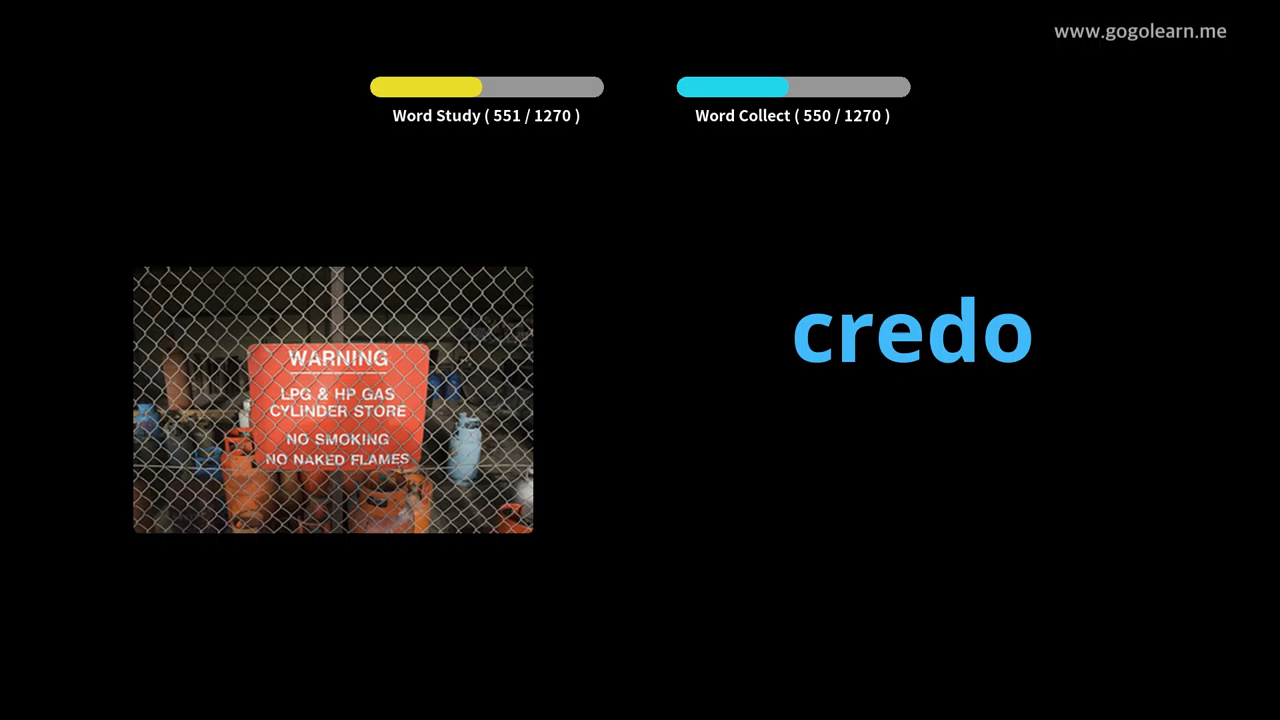 www.gogolearn.me
Word Study ( 551 / 1270 )
Word Collect ( 550 / 1270 )
WARNING
LPG & HP GAS
CYLINDER STORE
NO SMOKING
NO NAKED FLAMES
credo